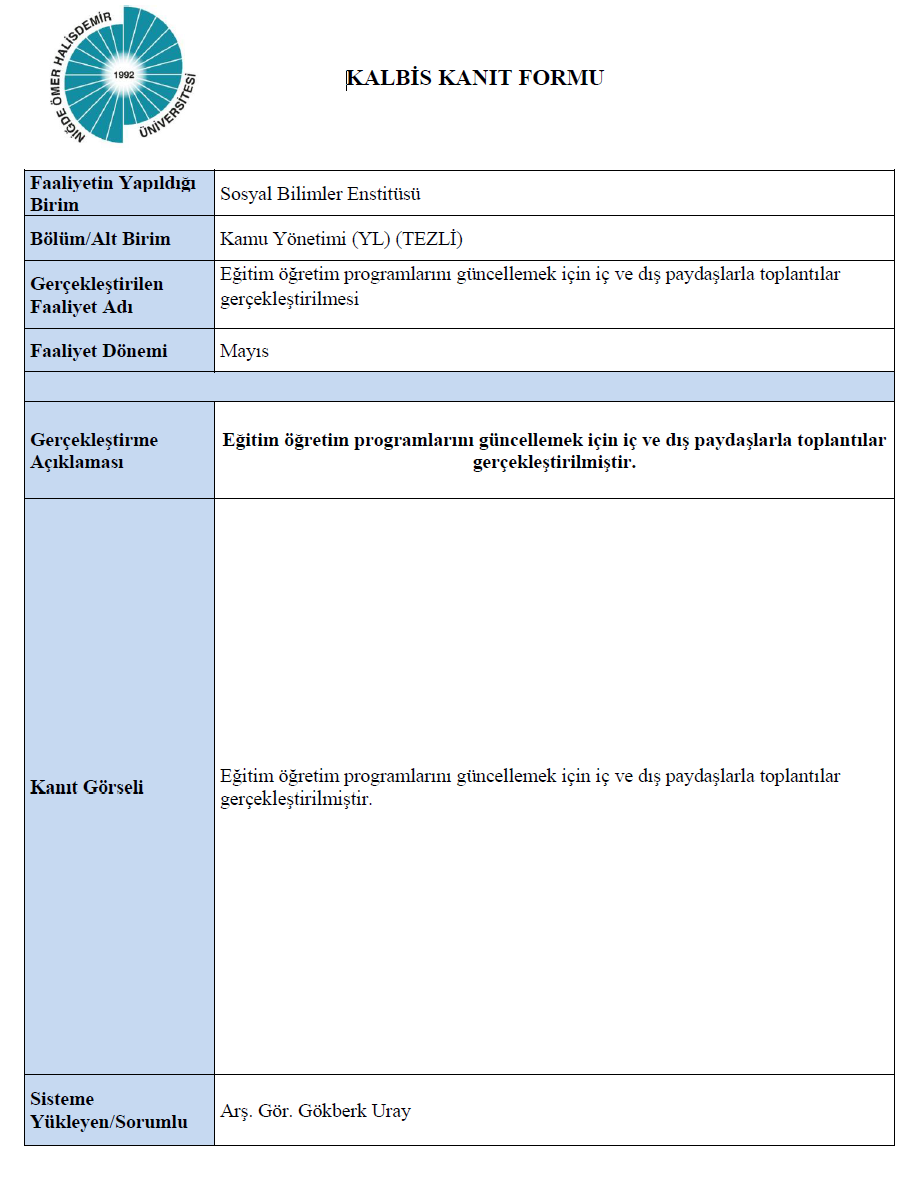 NİĞDE ÖMER HALİSDEMİR
ÜNİVERSİTESİ
1992
KALBİS KANIT FORMU
Faaliyetin Yapıldığı
Birim
Sosyal Bilimler Enstitüsü
Bölüm/Alt Birim
Kamu Yönetimi (YL) (TEZLİ)
Gerçekleştirilen
Faaliyet Adı
Eğitim öğretim programlarını güncellemek için iç ve dış paydaşlarla toplantılar
gerçekleştirilmesi
Faaliyet Dönemi
Mayıs
Gerçekleştirme
Açıklaması
Eğitim öğretim programlarını güncellemek için iç ve dış paydaşlarla toplantılar
gerçekleştirilmiştir.
Kanıt Görseli
Eğitim öğretim programlarını güncellemek için iç ve dış paydaşlarla toplantılar
gerçekleştirilmiştir.
Sisteme
Yükleyen/Sorumlu
Arş. Gör. Gökberk Uray